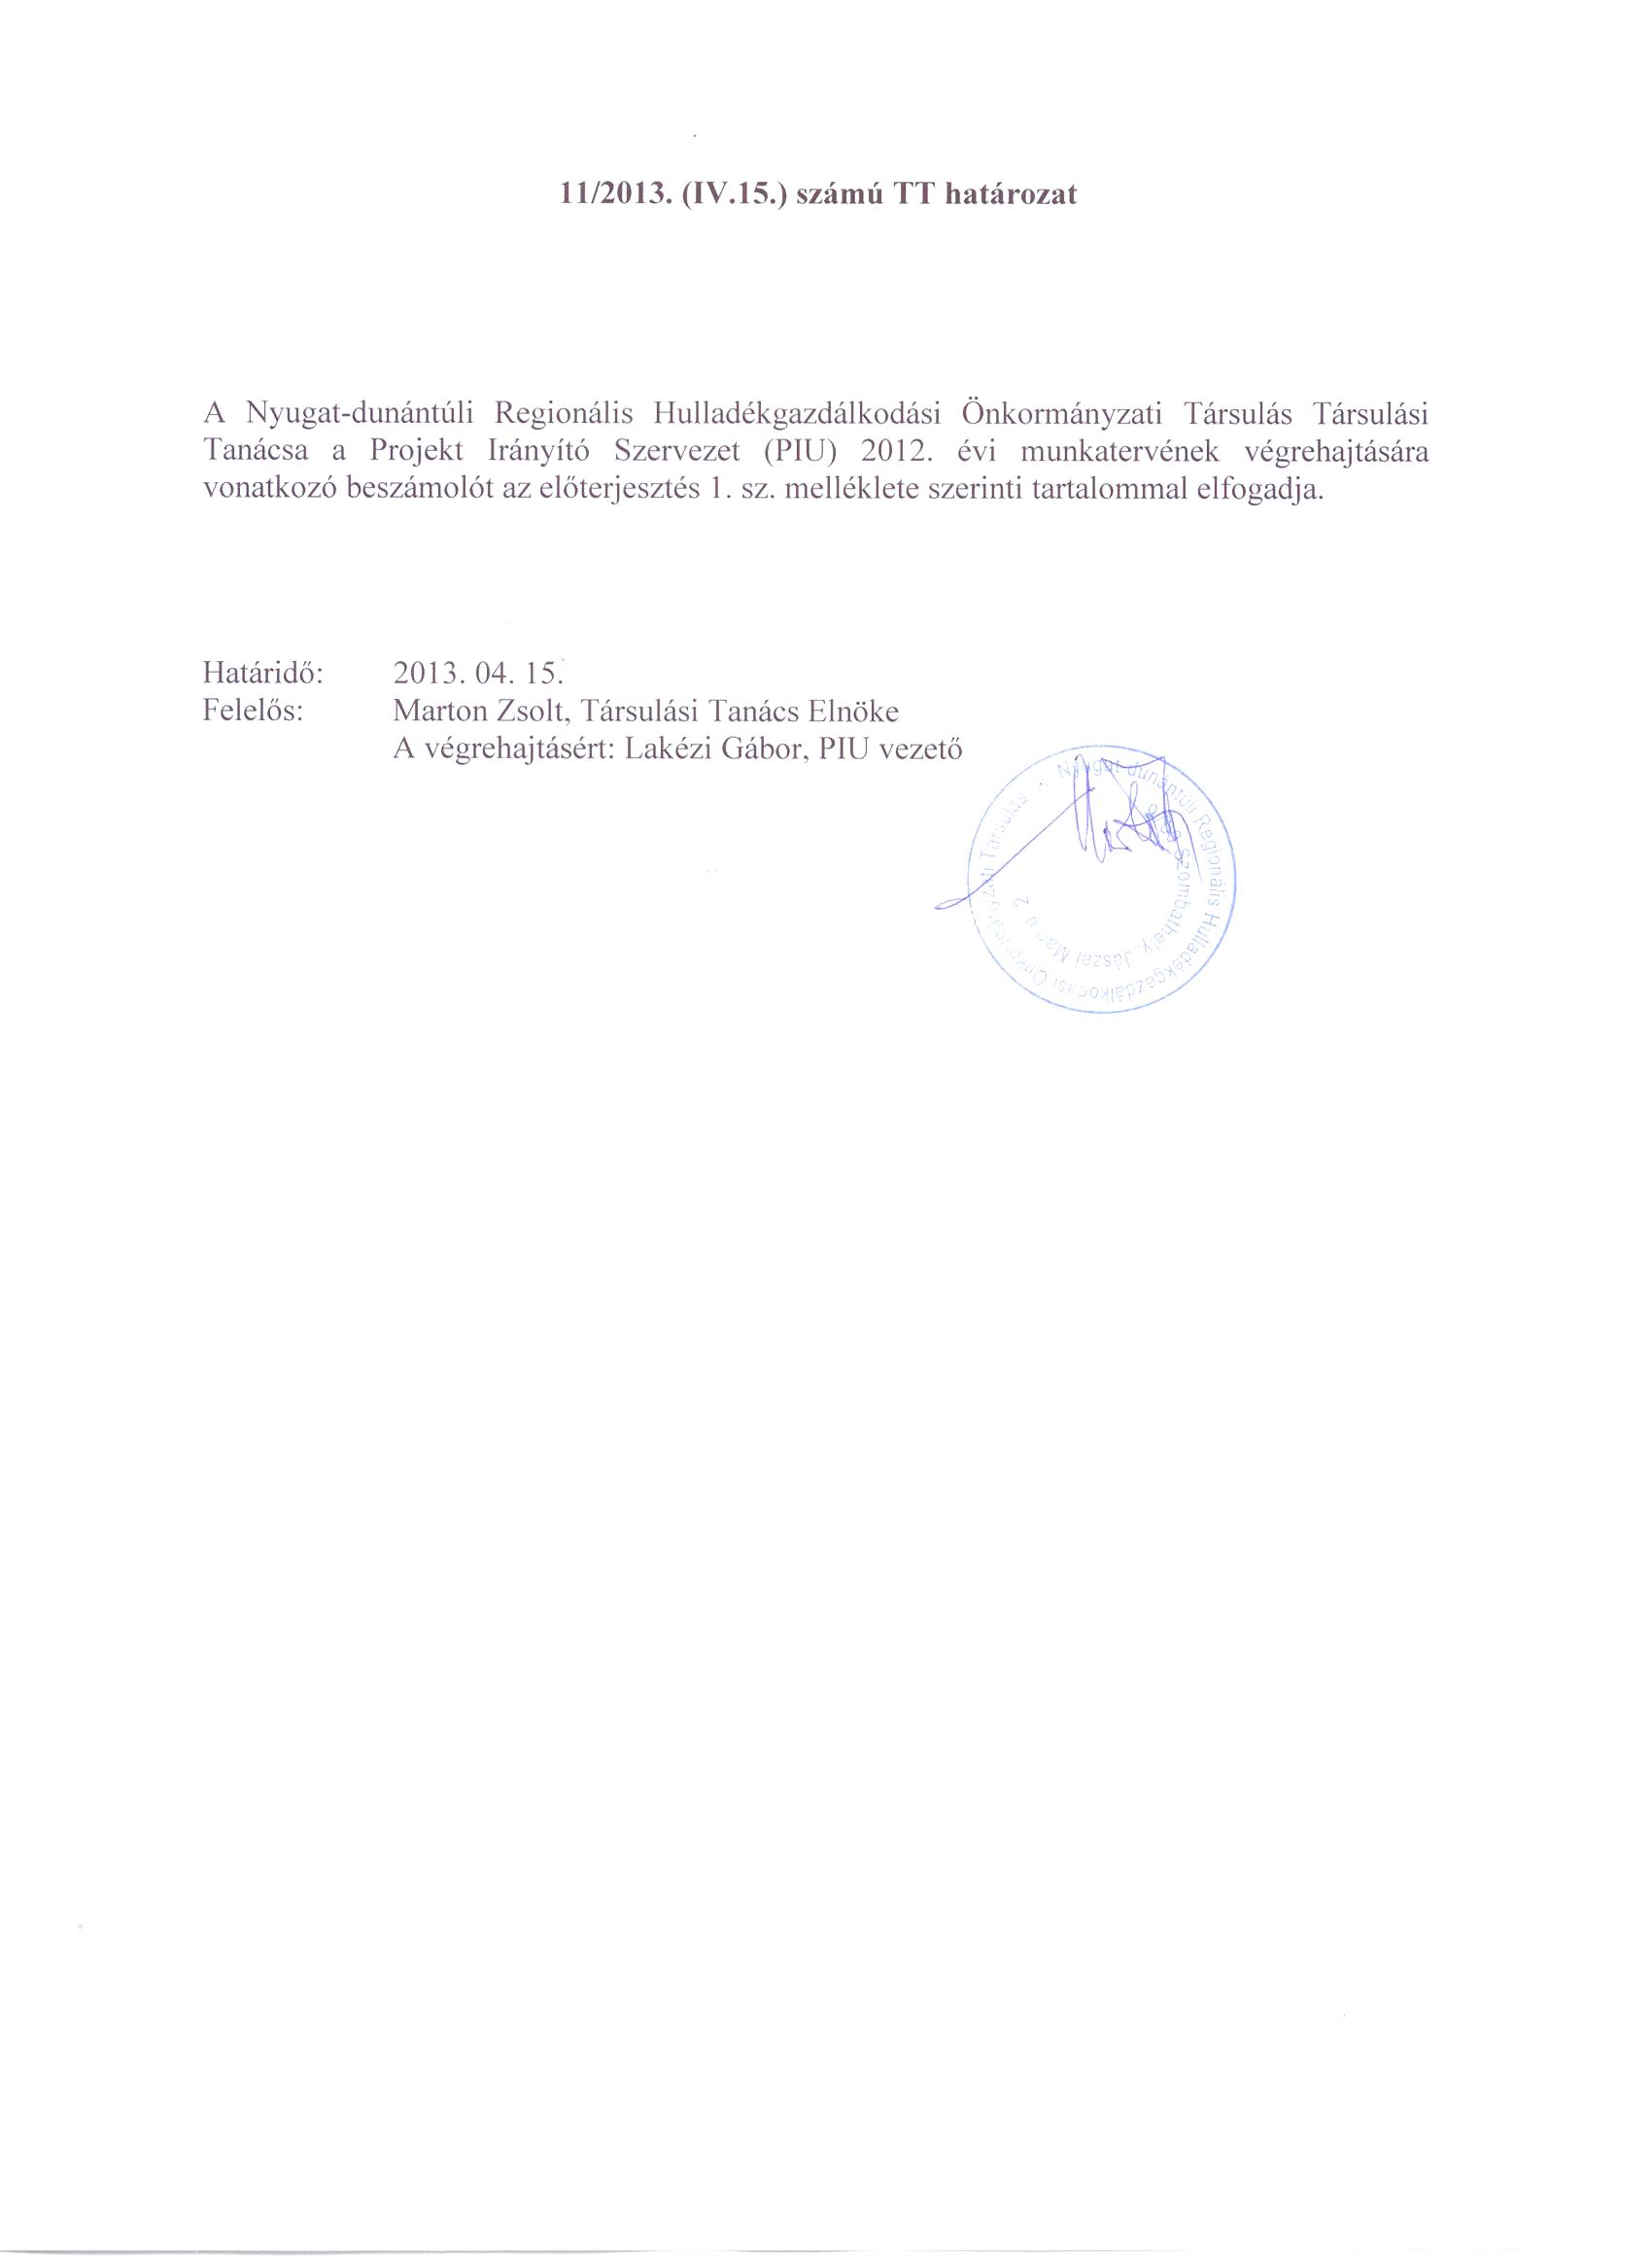 11/2013. (IV.15.) számú TT határozat
A Nyugat-dunántúli Regionális Hulladékgazdálkodási Önkormányzati Társulás Társulási
Tanácsa a Projekt Irányító Szervezet (PIU) 2012. évi munkatervének végrehajtására
vonatkozó beszámolót az előterjesztés 1. sz. melléklete szerinti tartalommal elfogadja.
Határidő: 2013. 04. 15.
Felelős: Marton Zsolt, Társulási Tanács Elnöke
A végrehajtásért: Lakézi Gábor, PIU vezető
Nyugat-dunántúli Regionális Hulladékgazdálkodási Önkormányzati Társulás
Szombathely, Jászai Mari u. 2